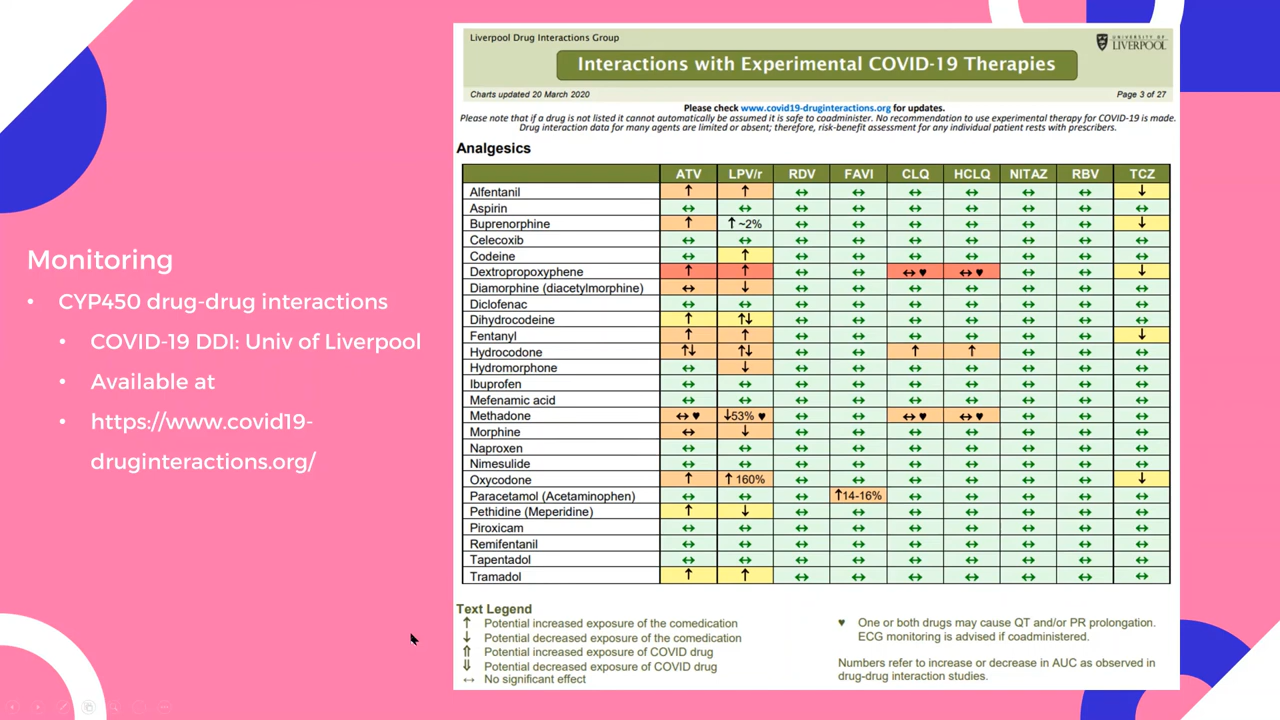 Monitoring
• CYP450 drug-drug interactions
• COVID-19 DDI: Univ of Liverpool
• Available at
• https://www.covid19-
druginteractions.org/
Liverpool Drug Interactions Group
UNIVERSITY OF
LIVERPOOL
Interactions with Experimental COVID-19 Therapies
Charts updated 20 March 2020 Page 3 of 27
Please check www.covid19-druginteractions.org for updates.
Please note that if a drug is not listed it cannot automatically be assumed it is safe to coadminister. No recommendation to use experimental therapy for COVID-19 is made.
Drug interaction data for many agents are limited or absent; therefore, risk-benefit assessment for any individual patient rests with prescribers.
Analgesics
ATV LPV/r RDV FAVI CLQ HCLQ NITAZ RBV TCZ
Alfentanil ↑ ↑ ↔ ↔ ↔ ↔ ↔ ↔ ↓
Aspirin ↔ ↔ ↔ ↔ ↔ ↔ ↔ ↔ ↔
Buprenorphine ↑ ↑~2% ↔ ↔ ↔ ↔ ↔ ↔ ↓
Celecoxib ↔ ↔ ↔ ↔ ↔ ↔ ↔ ↔ ↔
Codeine ↔ ↑ ↔ ↔ ↔ ↔ ↔ ↔ ↔
Dextropropoxyphene ↑ ↑ ↔ ↔ ↔♥ ↔♥ ↔ ↔ ↓
Diamorphine (diacetylmorphine) ↔ ↓ ↔ ↔ ↔ ↔ ↔ ↔ ↔
Diclofenac ↔ ↔ ↔ ↔ ↔ ↔ ↔ ↔ ↔
Dihydrocodeine ↑ ↑↓ ↔ ↔ ↔ ↔ ↔ ↔ ↔
Fentanyl ↑ ↑ ↔ ↔ ↔ ↔ ↔ ↔ ↓
Hydrocodone ↑↓ ↑↓ ↔ ↔ ↑ ↑ ↔ ↔ ↔
Hydromorphone ↔ ↓ ↔ ↔ ↔ ↔ ↔ ↔ ↔
Ibuprofen ↔ ↔ ↔ ↔ ↔ ↔ ↔ ↔ ↔
Mefenamic acid ↔ ↔ ↔ ↔ ↔ ↔ ↔ ↔ ↔
Methadone ↔♥ ↓53% ♥ ↔ ↔ ↔♥ ↔♥ ↔ ↔ ↔
Morphine ↔ ↓ ↔ ↔ ↔ ↔ ↔ ↔ ↔
Naproxen ↔ ↔ ↔ ↔ ↔ ↔ ↔ ↔ ↔
Nimesulide ↔ ↔ ↔ ↔ ↔ ↔ ↔ ↔ ↔
Oxycodone ↑ ↑ 160% ↔ ↔ ↔ ↔ ↔ ↔ ↓
Paracetamol (Acetaminophen) ↔ ↔ ↔ ↑14-16% ↔ ↔ ↔ ↔ ↔
Pethidine (Meperidine) ↑ ↓ ↔ ↔ ↔ ↔ ↔ ↔ ↔
Piroxicam ↔ ↔ ↔ ↔ ↔ ↔ ↔ ↔ ↔
Remifentanil ↔ ↔ ↔ ↔ ↔ ↔ ↔ ↔ ↔
Tapentadol ↔ ↔ ↔ ↔ ↔ ↔ ↔ ↔ ↔
Tramadol ↑ ↑ ↔ ↔ ↔ ↔ ↔ ↔ ↔
Text Legend
↑ Potential increased exposure of the comedication
↓ Potential decreased exposure of the comedication
⇑ Potential increased exposure of COVID drug
⇓ Potential decreased exposure of COVID drug
↔ No significant effect
♥ One or both drugs may cause QT and/or PR prolongation.
ECG monitoring is advised if coadministered.
Numbers refer to increase or decrease in AUC as observed in
drug-drug interaction studies.